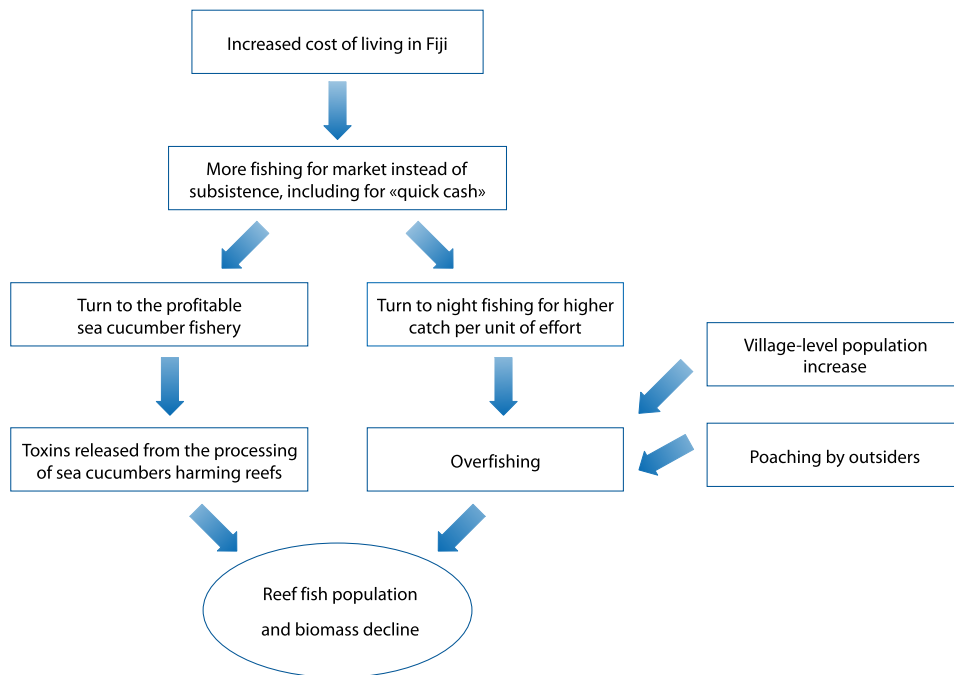 Increased cost of living in Fiji
More fishing for market instead of
subsistence, including for «quick cash»
Turn to the profitable
sea cucumber fishery
Turn to night fishing for higher
catch per unit of effort
Village-level population
increase
Toxins released from the processing
of sea cucumbers harming reefs
Overfishing
Poaching by outsiders
Reef fish population
and biomass decline